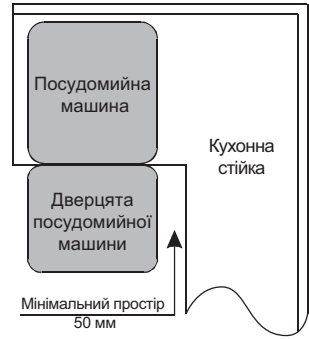 Посудомийна
машина
Кухонна
стійка
Дверцята
посудомийної
машини
Мінімальний простір
50 мм